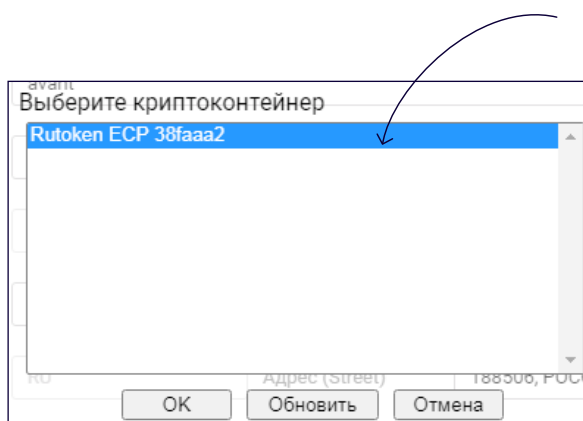 avant
Выберите криптоконтейнер
Rutoken ECP 38faaa2
RU Адрес (Street) 188506, РОС
OK Обновить Отмена